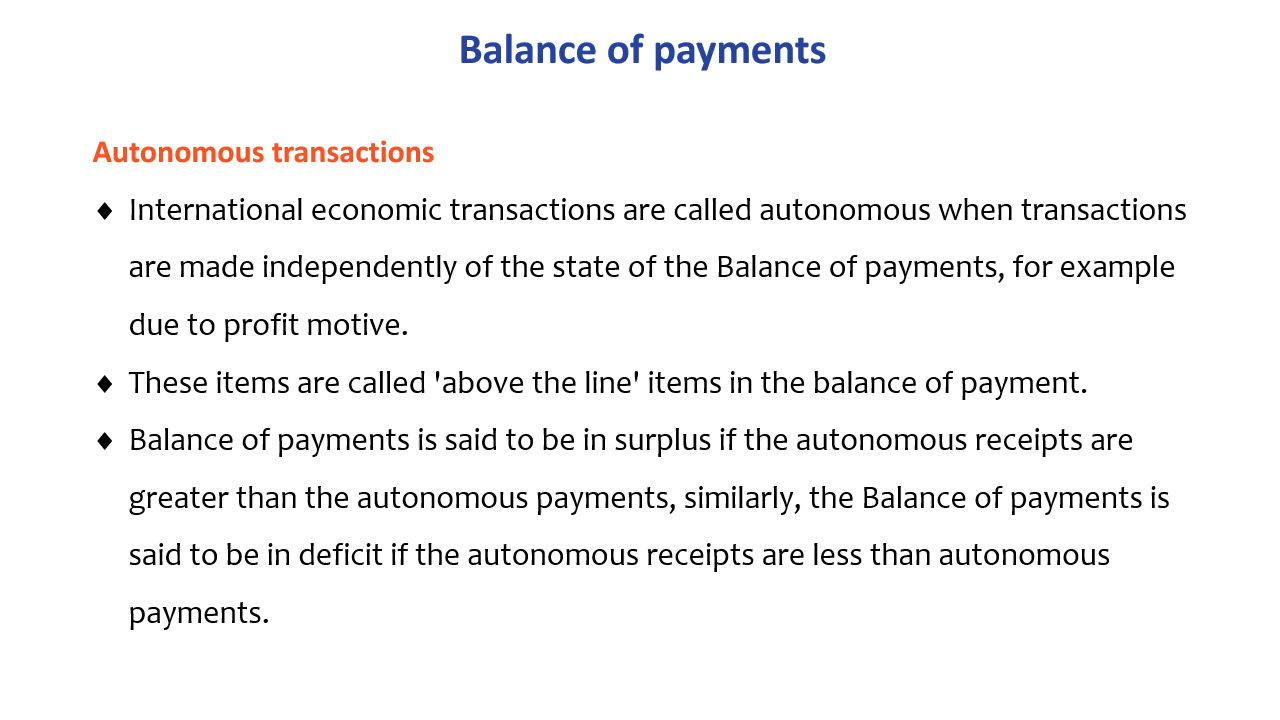 Balance of payments
Autonomous transactions
♦ International economic transactions are called autonomous when transactions
are made independently of the state of the Balance of payments, for example
due to profit motive.
♦ These items are called 'above the line' items in the balance of payment.
♦ Balance of payments is said to be in surplus if the autonomous receipts are
greater than the autonomous payments, similarly, the Balance of payments is
said to be in deficit if the autonomous receipts are less than autonomous
payments.